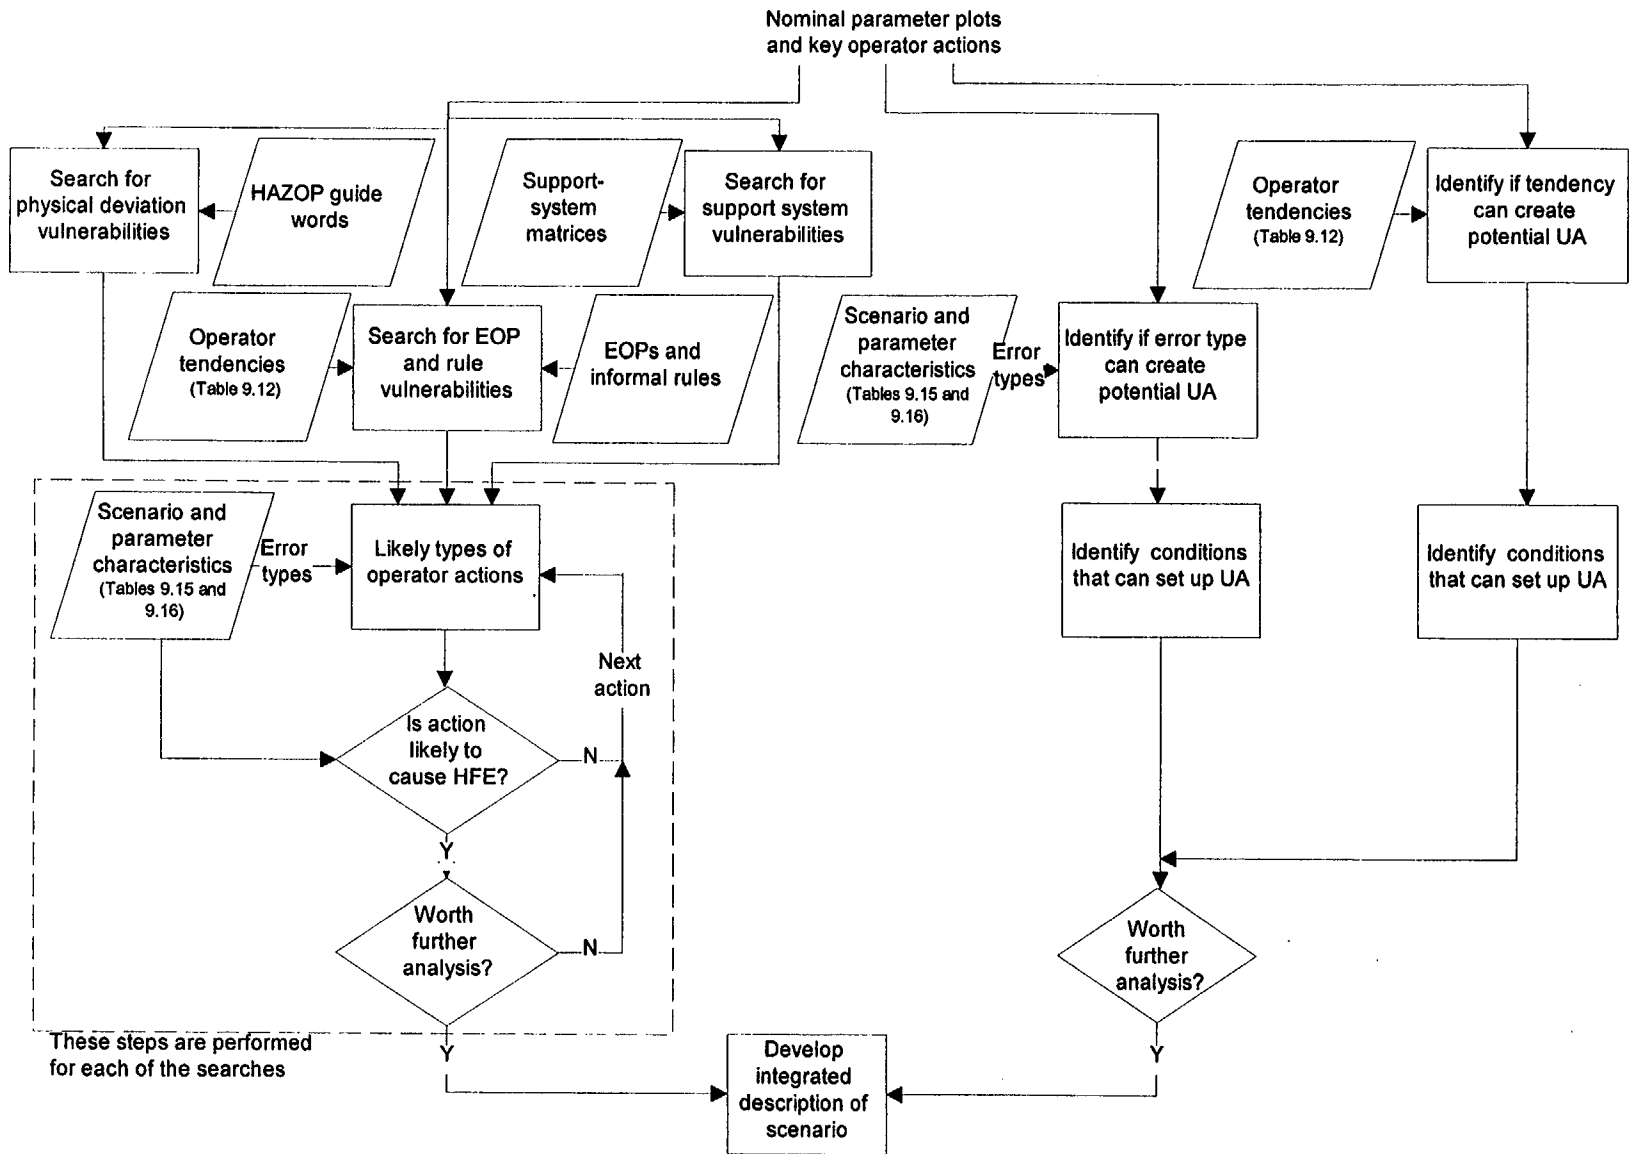 Nominal parameter plots
and key operator actions
Search for
physical deviation
vulnerabilities
HAZOP guide
words
Support-
system
matrices
Search for
support system
vulnerabilities
Operator
tendencies
(Table 9.12)
Identify if tendency
can create
potential UA
Operator
tendencies
(Table 9.12)
Search for EOP
and rule
vulnerabilities
EOPs and
informal rules
Scenario and
parameter
characteristics
(Tables 9.15 and
9.16)
Error
types
Identify if error type
can create
potential UA
Scenario and
parameter
characteristics
(Tables 9.15 and
9.16)
Error
types
Likely types of
operator actions
Identify conditions
that can set up UA
Identify conditions
that can set up UA
Next
action
Is action
likely to
cause HFE?
N
Y
Worth
further
analysis?
N
Worth
further
analysis?
These steps are performed
for each of the searches
Y
Y
Develop
integrated
description of
scenario